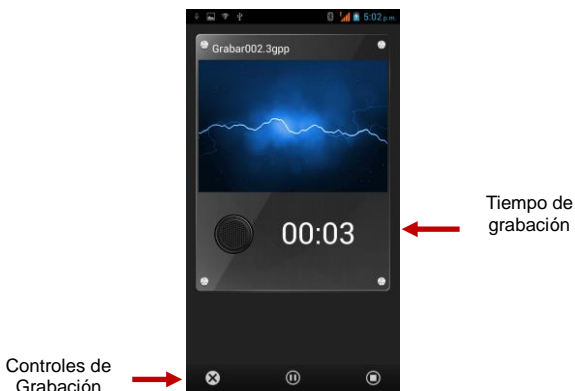 5:02 p.m.
Grabar002.3gpp
00:03
Tiempo de
grabación
Controles de
Grabación